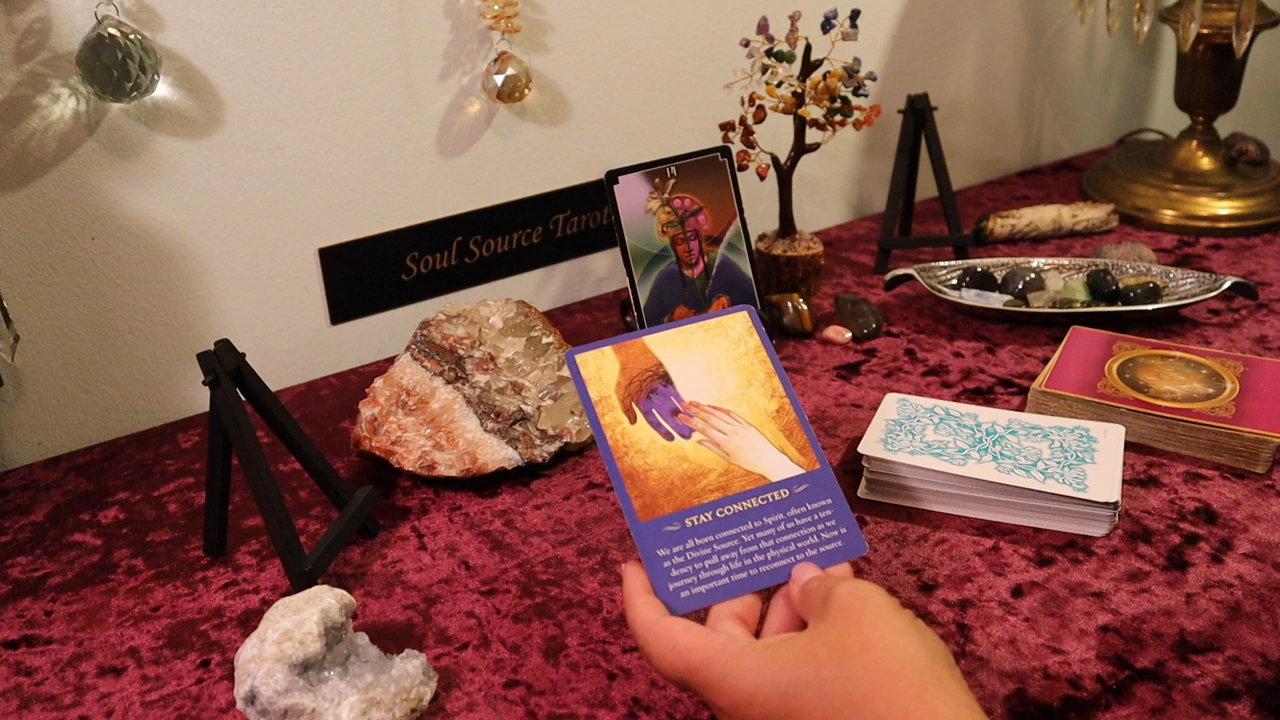 Soul Source Tarot
STAY CONNECTED
We are all born connected to Spirit, often known
as the Divine Source. Yet many of us have a ten-
dency to pull away from that connection as we
journey through life in the physical world. Now is
an important time to reconnect to the source.